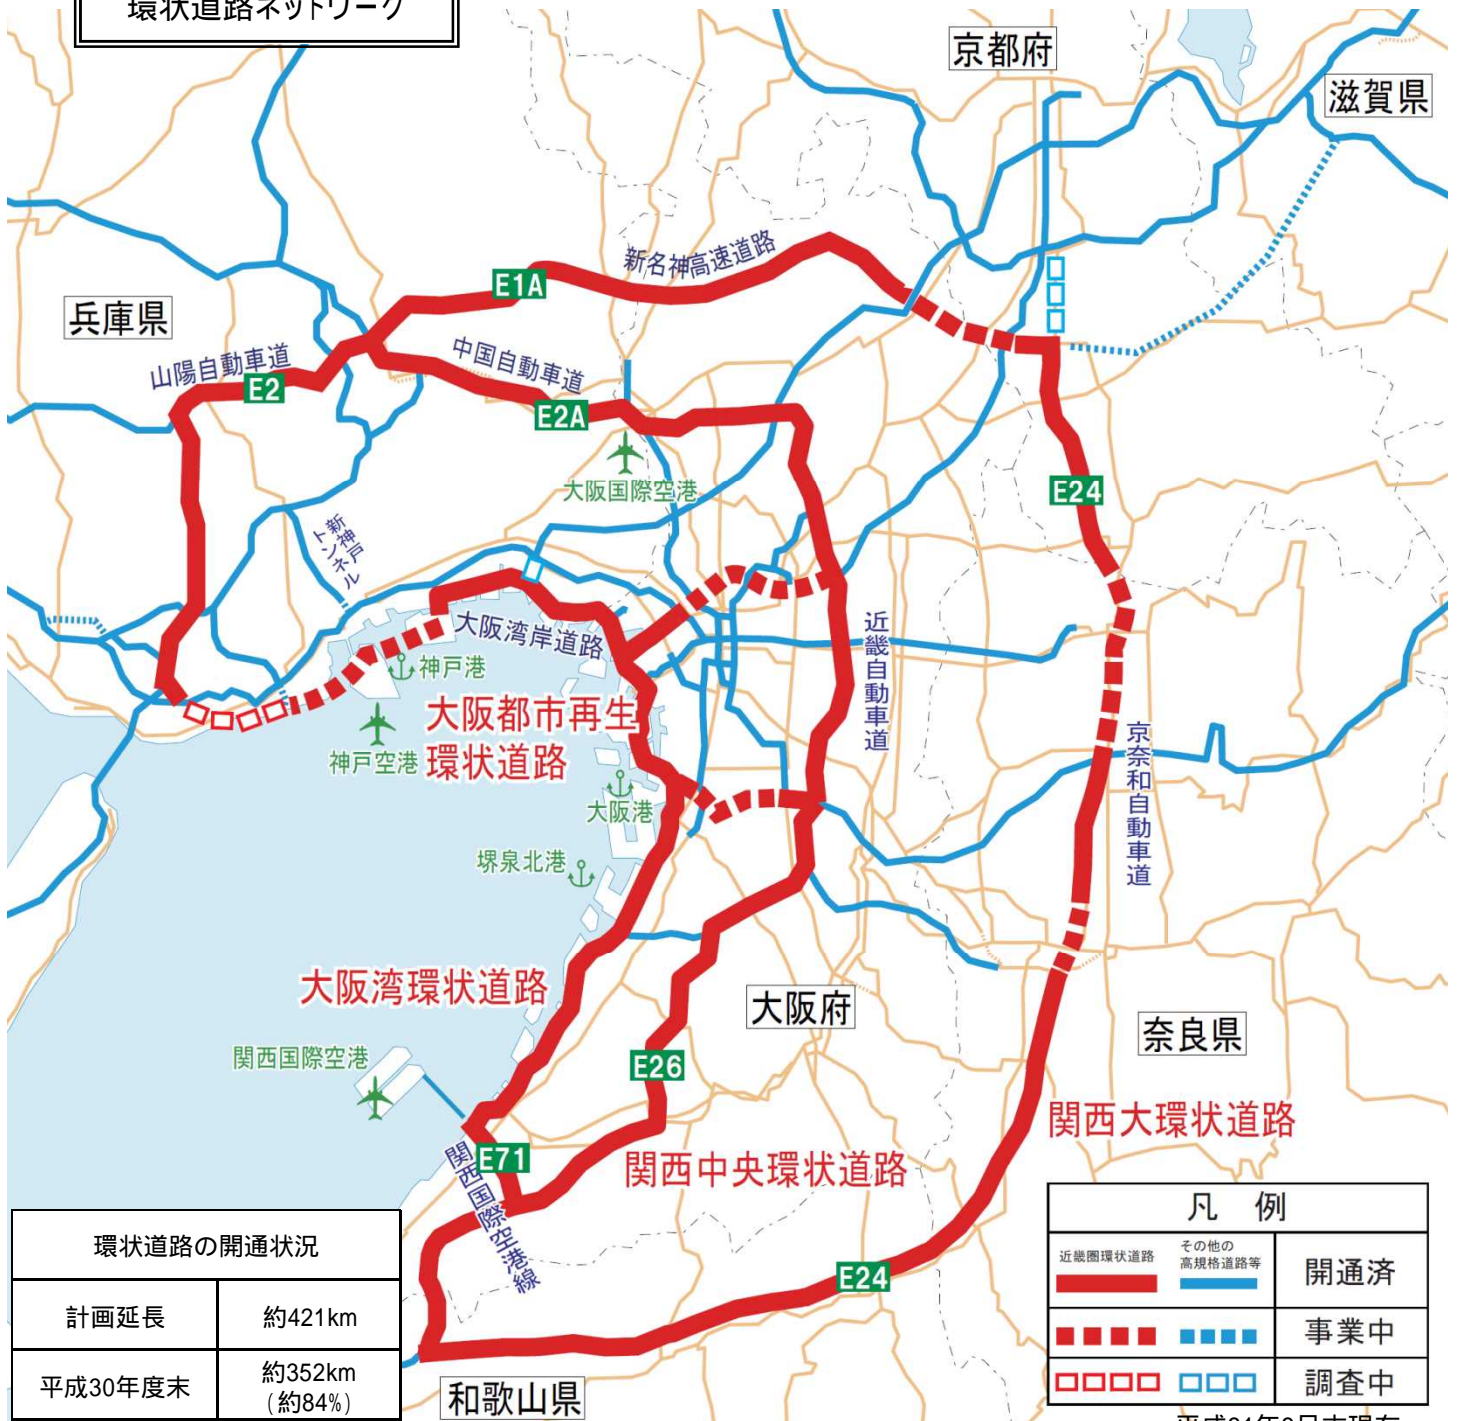 環状道路ネットワーク
京都府
滋賀県
兵庫県
新名神高速道路
E1A
山陽自動車道
E2
中国自動車道
E2A
大阪国際空港
E24
新神戸
トンネル
大阪湾岸道路
神戸港
神戸空港
大阪都市再生
環状道路
近畿自動車道
京奈和自動車道
大阪港
堺泉北港
大阪湾環状道路
関西国際空港
大阪府
奈良県
E26
E71
関西国際空港線
関西中央環状道路
関西大環状道路
E24
和歌山県
環状道路の開通状況
計画延長 約421km
平成30年度末 約352km
(約84%)
凡 例
近畿圏環状道路 その他の
高規格道路等 開通済
事業中
調査中